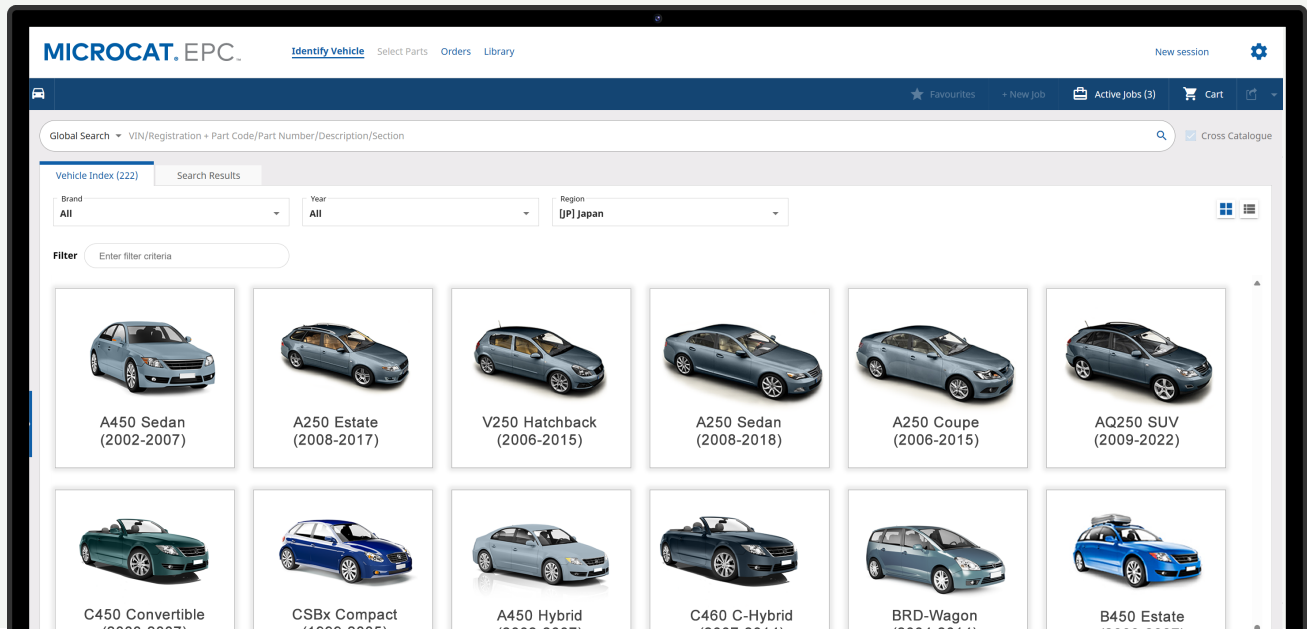 MICROCAT. EPC™
Identify Vehicle Select Parts Orders Library
New session
Favourites + New Job Active Jobs (3) Cart
Global Search VIN/Registration + Part Code/Part Number/Description/Section
Cross Catalogue
Vehicle Index (222) Search Results
Brand
All
Year
All
Region
[JP] Japan
Filter Enter filter criteria
A450 Sedan
(2002-2007)
A250 Estate
(2008-2017)
V250 Hatchback
(2006-2015)
A250 Sedan
(2008-2018)
A250 Coupe
(2006-2015)
AQ250 SUV
(2009-2022)
C450 Convertible
CSBx Compact
A450 Hybrid
C460 C-Hybrid
BRD-Wagon
B450 Estate